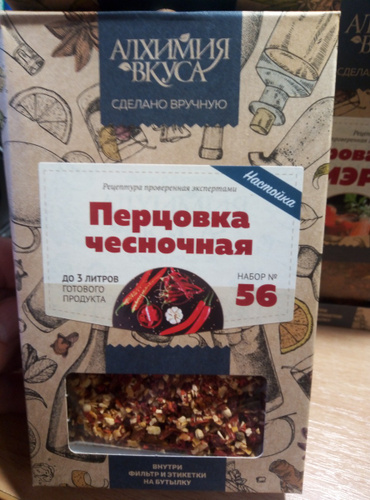 АЛХИМИЯ
ВКУСА
СДЕЛАНО ВРУЧНУЮ
Рецептура проверенная экспертами
Настойка
Перцовка
чесночная
ДО 3 ЛИТРОВ
ГОТОВОГО
ПРОДУКТА
НАБОР №
56
ВНУТРИ
ФИЛЬТР И ЭТИКЕТКИ
НА БУТЫЛКУ